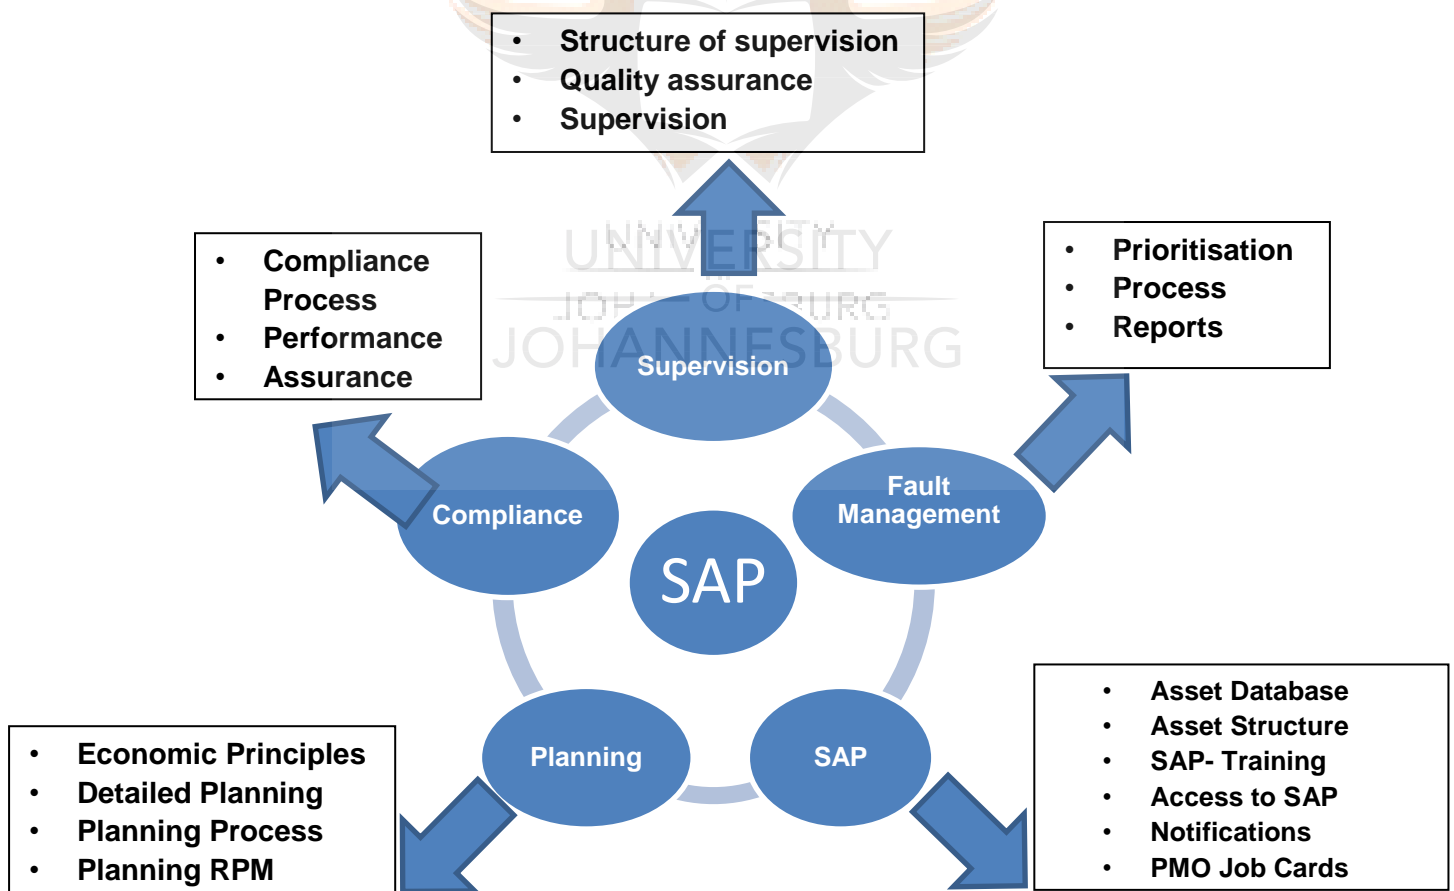 • Structure of supervision
• Quality assurance
• Supervision
UNIVERSITY
OF
JOHANNESBURG
• Compliance
Process
• Performance
• Assurance
• Prioritisation
• Process
• Reports
Supervision
Fault
Management
Compliance
SAP
Planning
SAP
• Economic Principles
• Detailed Planning
• Planning Process
• Planning RPM
• Asset Database
• Asset Structure
• SAP- Training
• Access to SAP
• Notifications
• PMO Job Cards